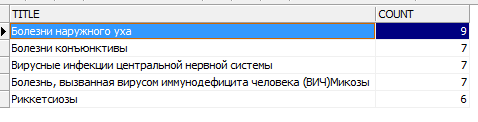 TITLE COUNT
Болезни наружного уха 9
Болезни конъюнктивы 7
Вирусные инфекции центральной нервной системы 7
Болезнь, вызванная вирусом иммунодефицита человека (ВИЧ)Микозы 7
Риккетсиозы 6